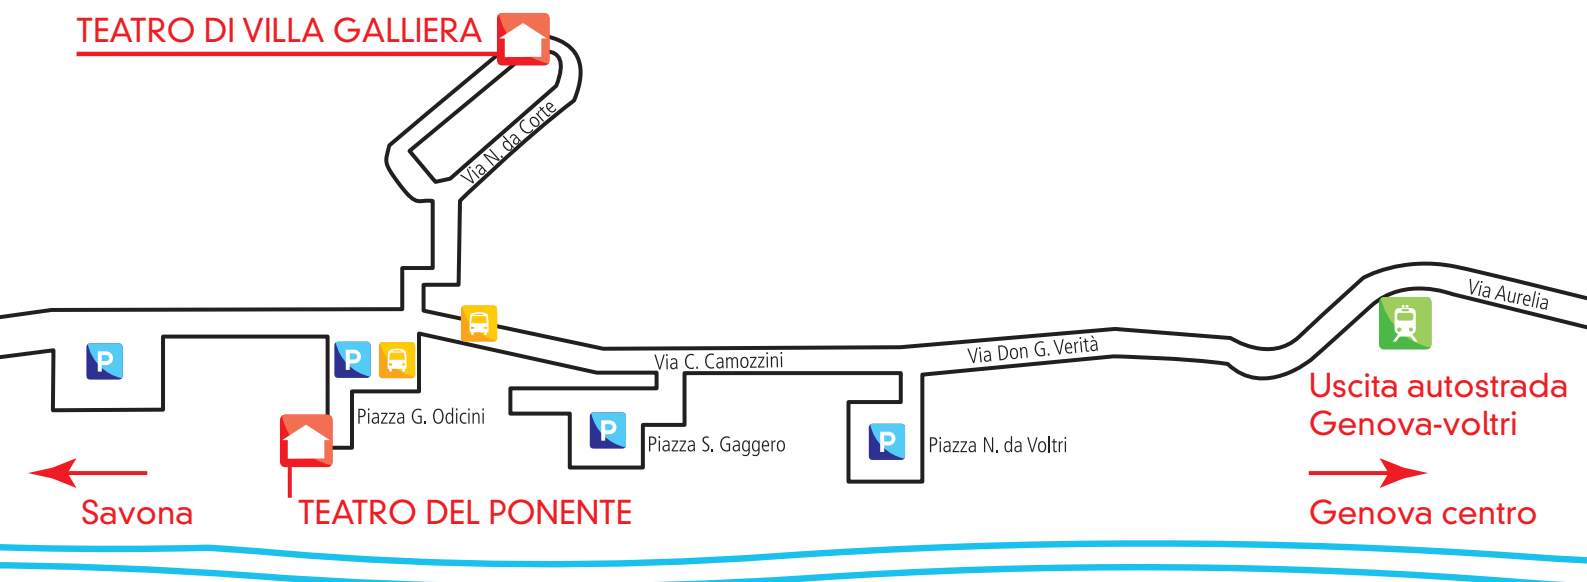 TEATRO DI VILLA GALLIERA
Via N. da Corte
Via Aurelia
Via C. Camozzini
Via Don G. Verità
P
P
P
P
Piazza G. Odicini
Piazza S. Gaggero
Piazza N. da Voltri
Uscita autostrada
Genova-voltri
Savona
TEATRO DEL PONENTE
Genova centro